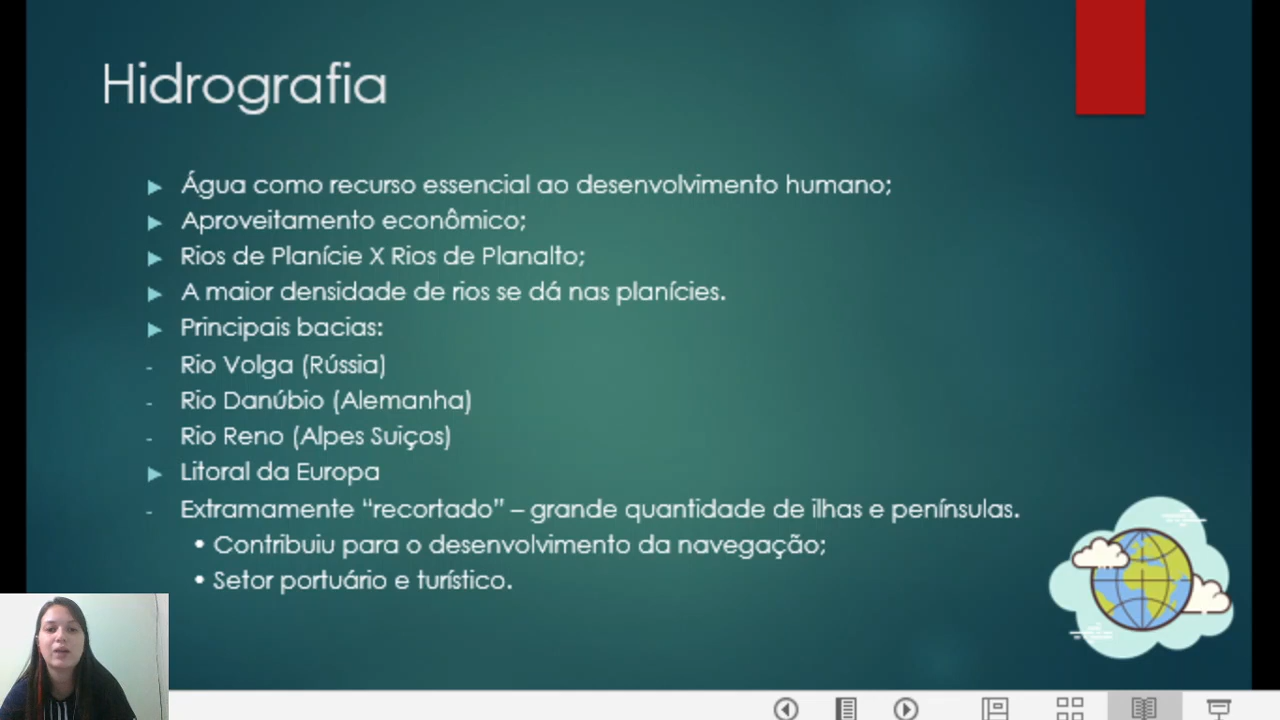 Hidrografia
Água como recurso essencial ao desenvolvimento humano;
Aproveitamento econômico;
Rios de Planície X Rios de Planalto;
A maior densidade de rios se dá nas planícies.
Principais bacias:
- Rio Volga (Rússia)
- Rio Danúbio (Alemanha)
- Rio Reno (Alpes Suiços)
Litoral da Europa
- Extramamente “recortado” – grande quantidade de ilhas e penínsulas.
• Contribuiu para o desenvolvimento da navegação;
• Setor portuário e turístico.